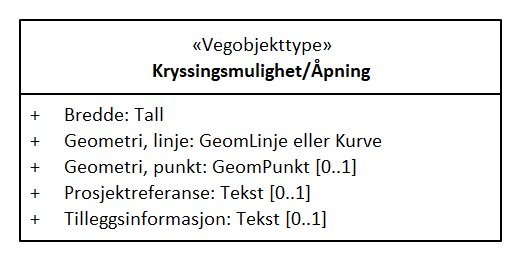 «Vegobjekttype»
Kryssingsmulighet/Åpning
+ Bredde: Tall
+ Geometri, linje: GeomLinje eller Kurve
+ Geometri, punkt: GeomPunkt [0..1]
+ Prosjektreferanse: Tekst [0..1]
+ Tilleggsinformasjon: Tekst [0..1]